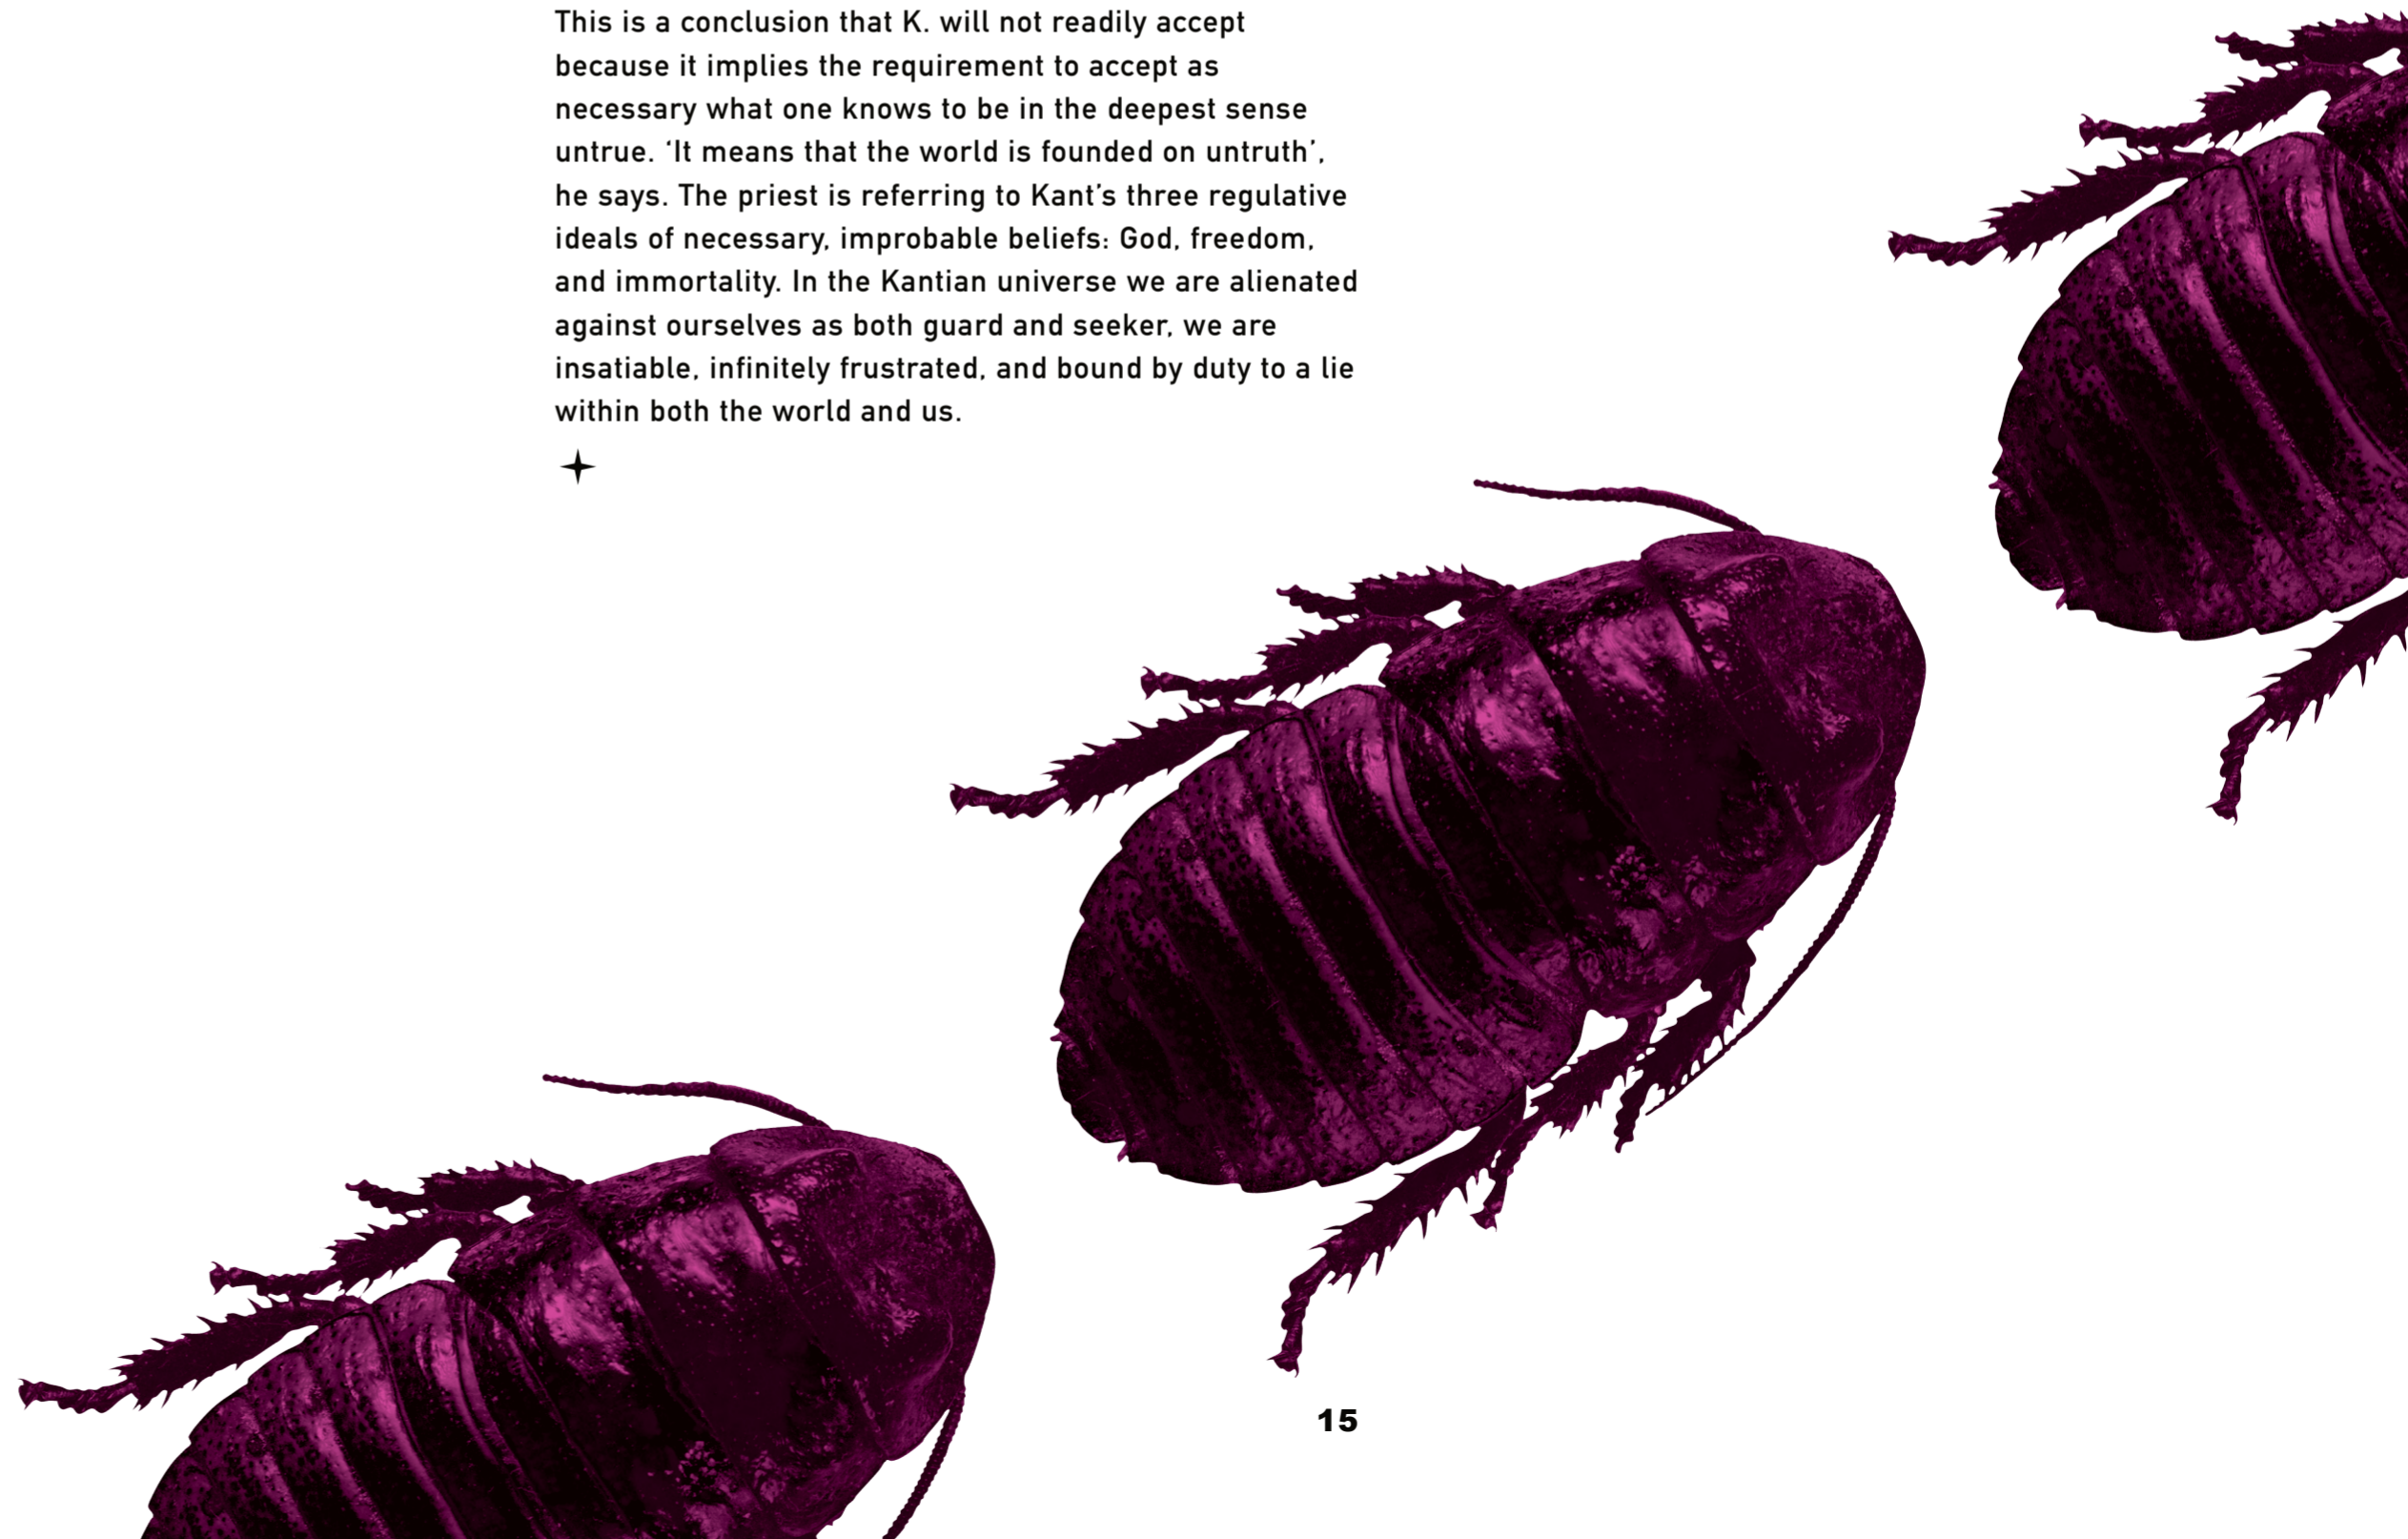 This is a conclusion that K. will not readily accept
because it implies the requirement to accept as
necessary what one knows to be in the deepest sense
untrue. ‘It means that the world is founded on untruth’,
he says. The priest is referring to Kant’s three regulative
ideals of necessary, improbable beliefs: God, freedom,
and immortality. In the Kantian universe we are alienated
against ourselves as both guard and seeker, we are
insatiable, infinitely frustrated, and bound by duty to a lie
within both the world and us.
15